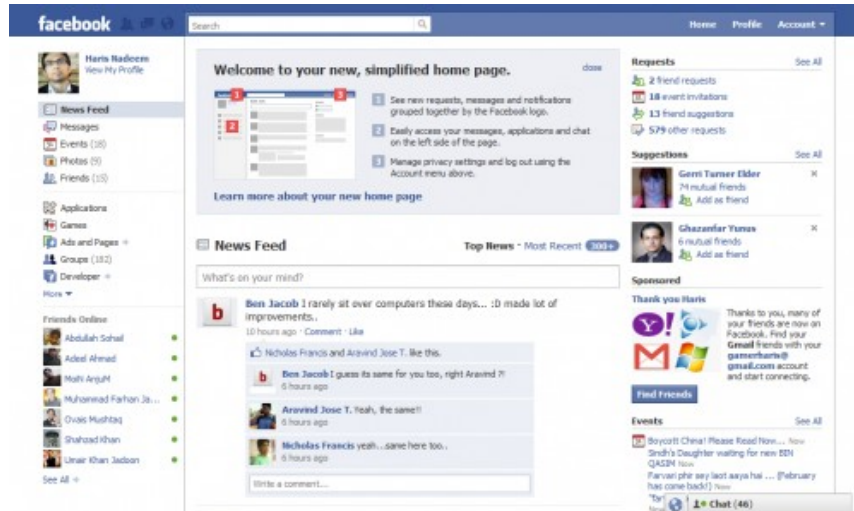 facebook
Search
Home Profile Account
Haris Nadeem
View My Profile
News Feed
Messages
Events (18)
Photos (9)
Friends (15)
Applications
Games
Ads and Pages
Groups (182)
Developer
More
Friends Online
Abdullah Sohail
Adeel Ahmad
Moihi AnjuM
Muhammad Farhan Ja...
Ovais Mushtaq
Shahzad Khan
Umair Khan Jadoon
See All
Welcome to your new, simplified home page.
close
1
2
3
1 See new requests, messages and notifications
grouped together by the Facebook logo.
2 Easily access your messages, applications and chat
on the left side of the page.
3 Manage privacy settings and log out using the
Account menu above.
Learn more about your new home page
News Feed
Top News · Most Recent 300+
What's on your mind?
Ben Jacob I rarely sit over computers these days... :D made lot of
improvements..
10 hours ago · Comment · Like
Nicholas Francis and Aravind Jose T. like this.
Ben Jacob I guess its same for you too, right Aravind ?!
6 hours ago
Aravind Jose T. Yeah, the same!!
6 hours ago
Nicholas Francis yeah...same here too..
6 hours ago
Write a comment...
Requests See All
2 friend requests
18 event invitations
13 friend suggestions
579 other requests
Suggestions See All
Gerri Turner Elder
74 mutual friends
Add as friend
Ghazanfar Yunus
6 mutual friends
Add as friend
Sponsored
Thank you Haris
Thanks to
you, many of
your friends are now on
Facebook. Find your
Gmail friends with your
gamerharis@
gmail.com account
and start connecting.
Find Friends
Events See All
Boycott China! Please Read Now... Now
Sindh's Daughter waiting for new BIN
QASIM Now
Farvari phir sey laot aaya hai ... (February
has come back!) Now
Chat (46)